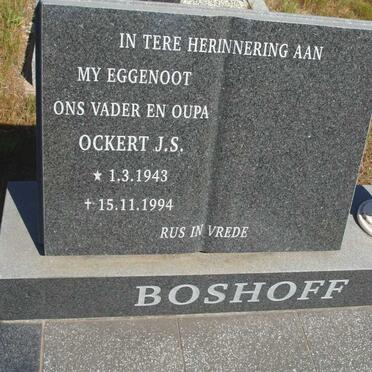 IN TERE HERINNERING AAN
MY EGGENOOT
ONS VADER EN OUPA
OCKERT J.S.
★ 1.3.1943
✝ 15.11.1994
RUS IN VREDE
BOSHOFF